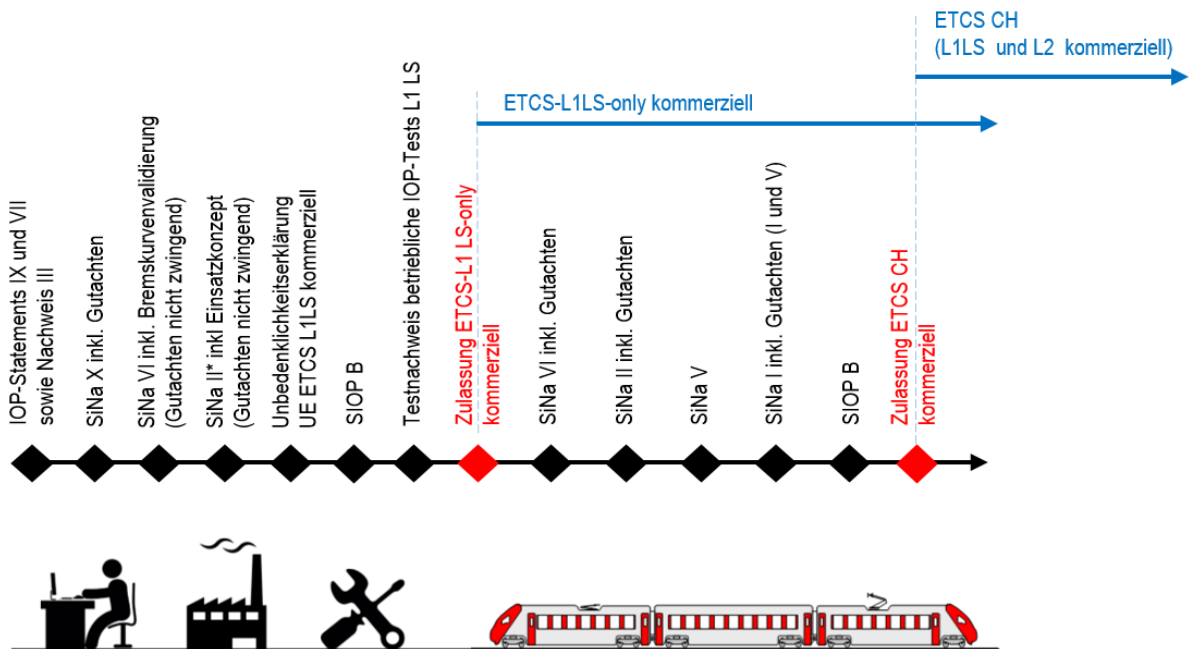 ETCS CH
(L1LS und L2 kommerziell)
ETCS-L1LS-only kommerziell
IOP-Statements IX und VII
sowie Nachweis III
SiNa X inkl. Gutachten
SiNa VI inkl. Bremskurvenvalidierung
(Gutachten nicht zwingend)
SiNa II* inkl Einsatzkonzept
(Gutachten nicht zwingend)
Unbedenklichkeitserklärung
UE ETCS L1LS kommerziell
SIOP B
Testnachweis betriebliche IOP-Tests L1 LS
Zulassung ETCS-L1 LS-only
kommerziell
SiNa VI inkl. Gutachten
SiNa II inkl. Gutachten
SiNa V
SiNa I inkl. Gutachten (I und V)
SIOP B
Zulassung ETCS CH
kommerziell